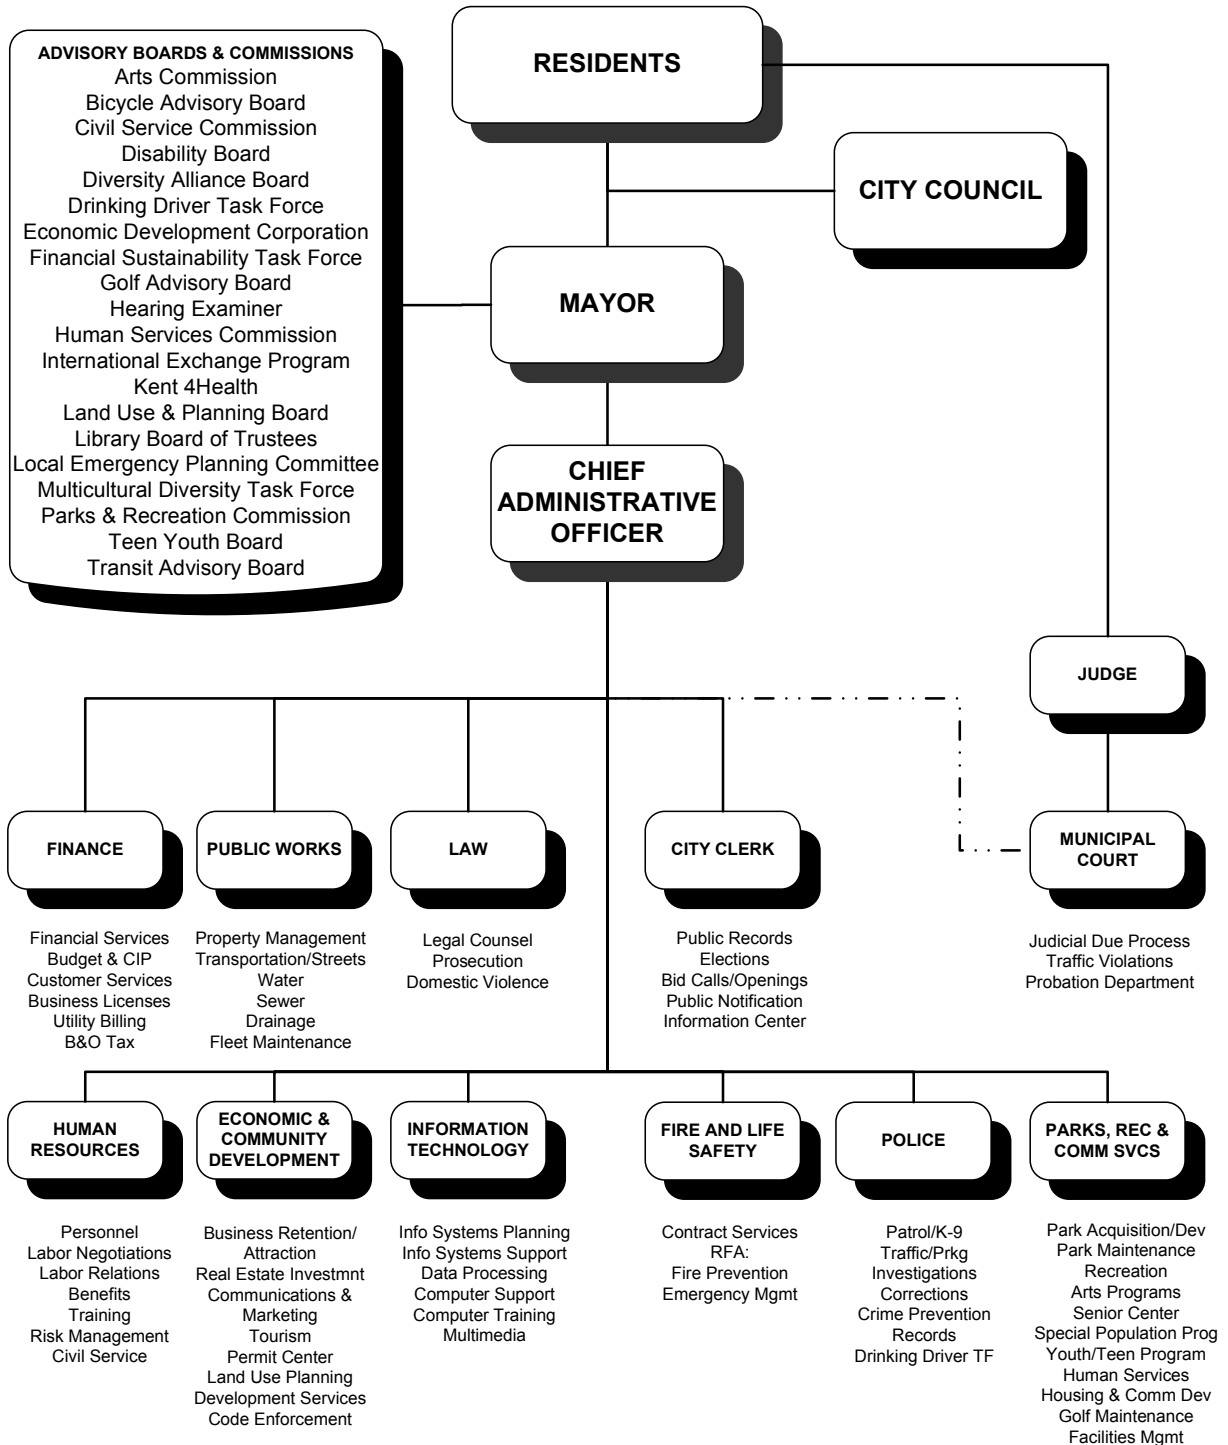 ADVISORY BOARDS & COMMISSIONS
Arts Commission
Bicycle Advisory Board
Civil Service Commission
Disability Board
Diversity Alliance Board
Drinking Driver Task Force
Economic Development Corporation
Financial Sustainability Task Force
Golf Advisory Board
Hearing Examiner
Human Services Commission
International Exchange Program
Kent 4Health
Land Use & Planning Board
Library Board of Trustees
Local Emergency Planning Committee
Multicultural Diversity Task Force
Parks & Recreation Commission
Teen Youth Board
Transit Advisory Board
RESIDENTS
CITY COUNCIL
MAYOR
CHIEF
ADMINISTRATIVE
OFFICER
JUDGE
FINANCE
Financial Services
Budget & CIP
Customer Services
Business Licenses
Utility Billing
B&O Tax
PUBLIC WORKS
Property Management
Transportation/Streets
Water
Sewer
Drainage
Fleet Maintenance
LAW
Legal Counsel
Prosecution
Domestic Violence
CITY CLERK
Public Records
Elections
Bid Calls/Openings
Public Notification
Information Center
MUNICIPAL
COURT
Judicial Due Process
Traffic Violations
Probation Department
HUMAN
RESOURCES
Personnel
Labor Negotiations
Labor Relations
Benefits
Training
Risk Management
Civil Service
ECONOMIC &
COMMUNITY
DEVELOPMENT
Business Retention/
Attraction
Real Estate Investmnt
Communications &
Marketing
Tourism
Permit Center
Land Use Planning
Development Services
Code Enforcement
INFORMATION
TECHNOLOGY
Info Systems Planning
Info Systems Support
Data Processing
Computer Support
Computer Training
Multimedia
FIRE AND LIFE
SAFETY
Contract Services
RFA:
Fire Prevention
Emergency Mgmt
POLICE
Patrol/K-9
Traffic/Prkg
Investigations
Corrections
Crime Prevention
Records
Drinking Driver TF
PARKS, REC &
COMM SVCS
Park Acquisition/Dev
Park Maintenance
Recreation
Arts Programs
Senior Center
Special Population Prog
Youth/Teen Program
Human Services
Housing & Comm Dev
Golf Maintenance
Facilities Mgmt